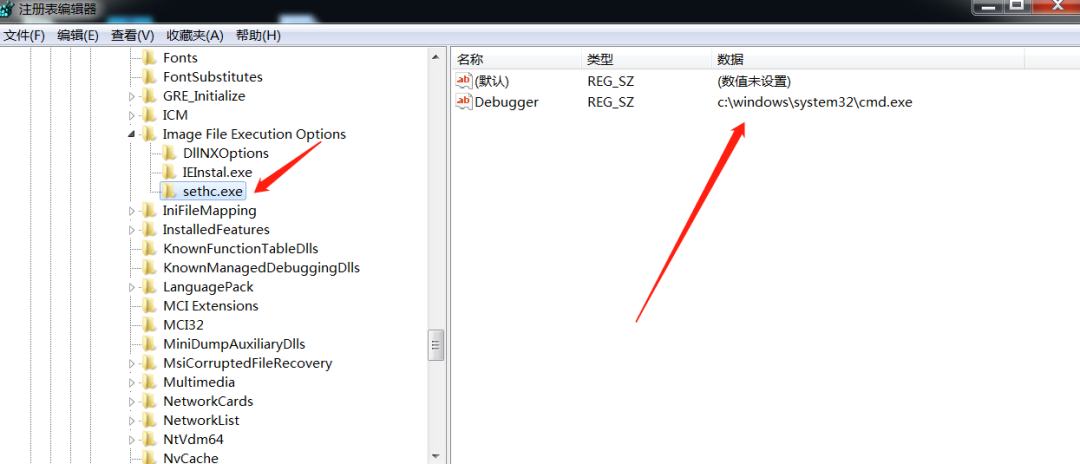 注册表编辑器
文件(F) 编辑(E) 查看(V) 收藏夹(A) 帮助(H)
Fonts
FontSubstitutes
GRE_Initialize
ICM
Image File Execution Options
DllNXOptions
IEInstal.exe
sethc.exe
IniFileMapping
InstalledFeatures
KnownFunctionTableDlls
KnownManagedDebuggingDlls
LanguagePack
MCI Extensions
MCI32
MiniDumpAuxiliaryDlls
MsiCorruptedFileRecovery
Multimedia
NetworkCards
NetworkList
NtVdm64
NvCache
名称 类型 数据
ab (默认) REG_SZ (数值未设置)
ab Debugger REG_SZ c:\windows\system32\cmd.exe